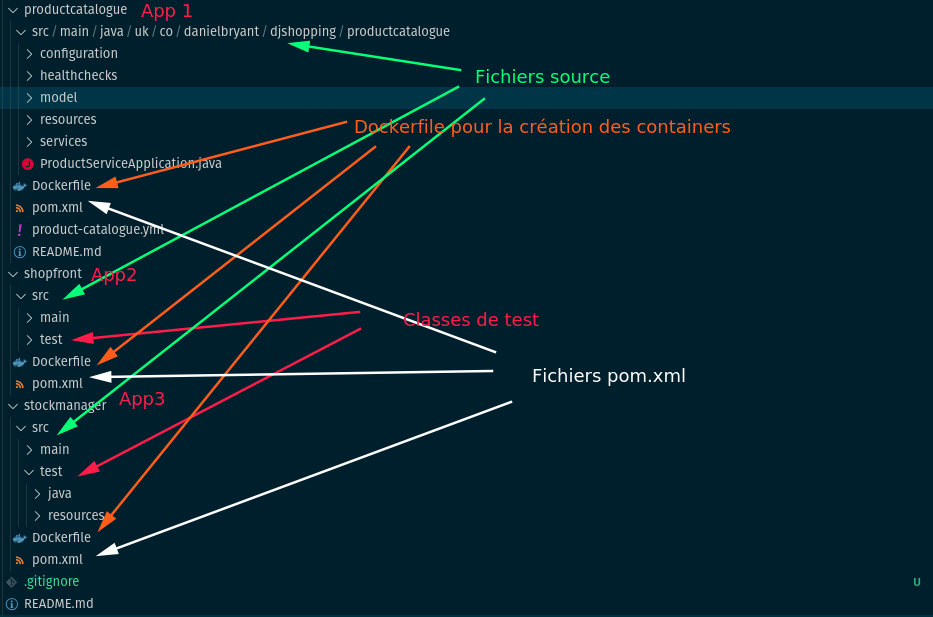 productcatalogue App 1
src / main / java / uk / co / danielbryant / djshopping / productcatalogue
configuration
healthchecks
Fichiers source
model
resources
Dockerfile pour la création des containers
services
ProductServiceApplication.java
Dockerfile
pom.xml
! product-catalogue.yml
README.md
shopfront App2
src
main
Classes de test
test
Dockerfile
Fichiers pom.xml
pom.xml
stockmanager App3
src
main
test
java
resources
Dockerfile
pom.xml
.gitignore U
README.md